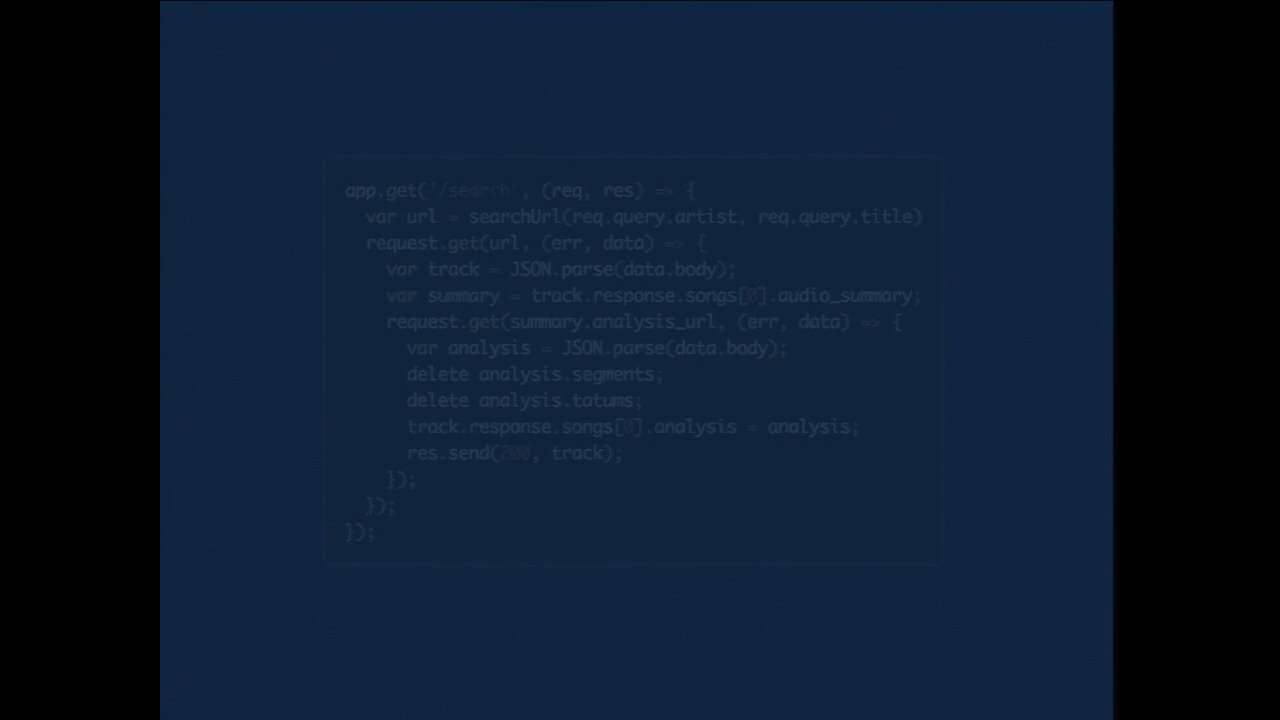 app.get('/search', (req, res) => {
  var url = searchUrl(req.query.artist, req.query.title)
  request.get(url, (err, data) => {
    var track = JSON.parse(data.body);
    var summary = track.response.songs[0].audio_summary;
    request.get(summary.analysis_url, (err, data) => {
      var analysis = JSON.parse(data.body);
      delete analysis.segments;
      delete analysis.tatums;
      track.response.songs[0].analysis = analysis;
      res.send(200, track);
    });
  });
});